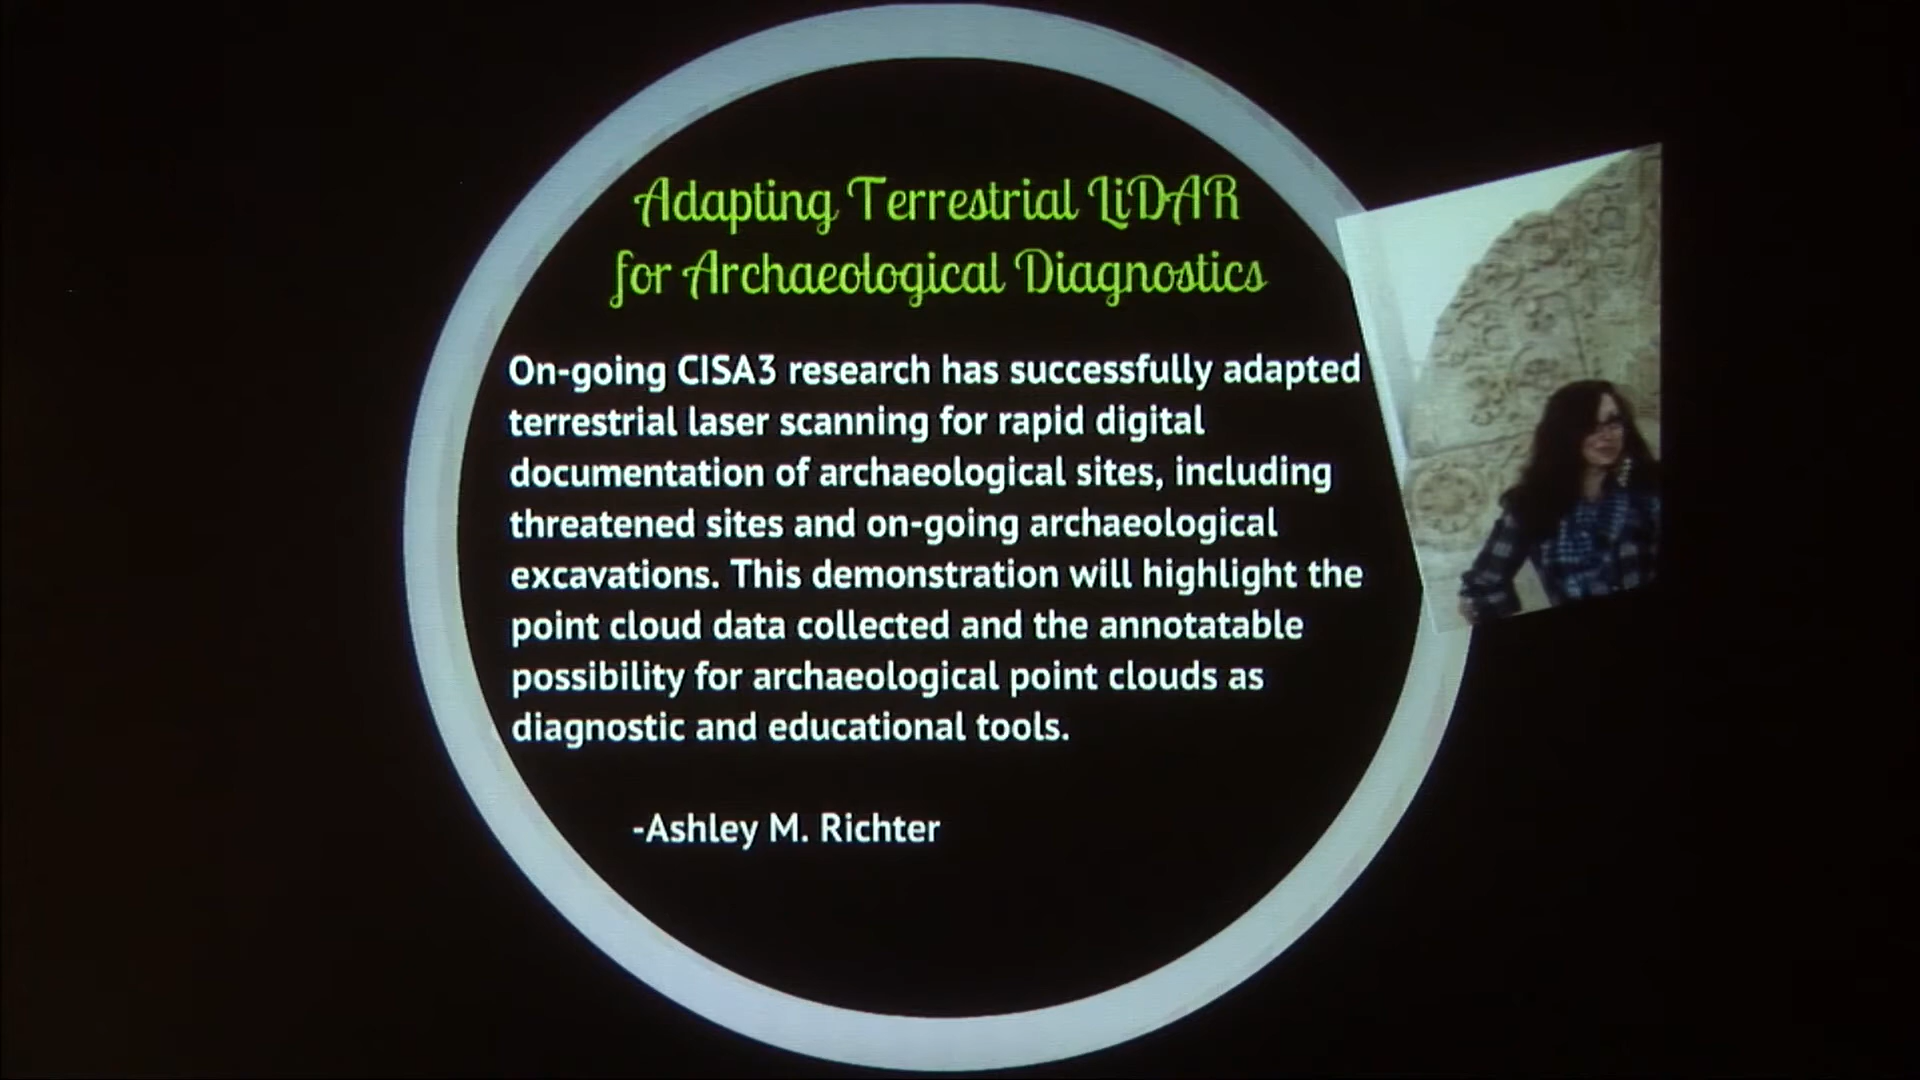 Adapting Terrestrial LiDAR
for Archaeological Diagnostics
On-going CISA3 research has successfully adapted
terrestrial laser scanning for rapid digital
documentation of archaeological sites, including
threatened sites and on-going archaeological
excavations. This demonstration will highlight the
point cloud data collected and the annotatable
possibility for archaeological point clouds as
diagnostic and educational tools.
-Ashley M. Richter